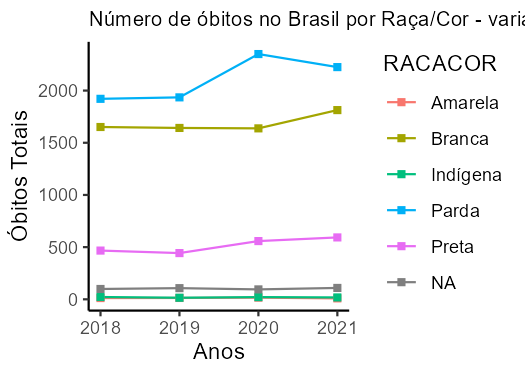 Número de óbitos no Brasil por Raça/Cor - varia
RACACOR
Amarela
Branca
Indígena
Parda
Preta
NA
Óbitos Totais
2000
1500
1000
500
0
2018 2019 2020 2021
Anos